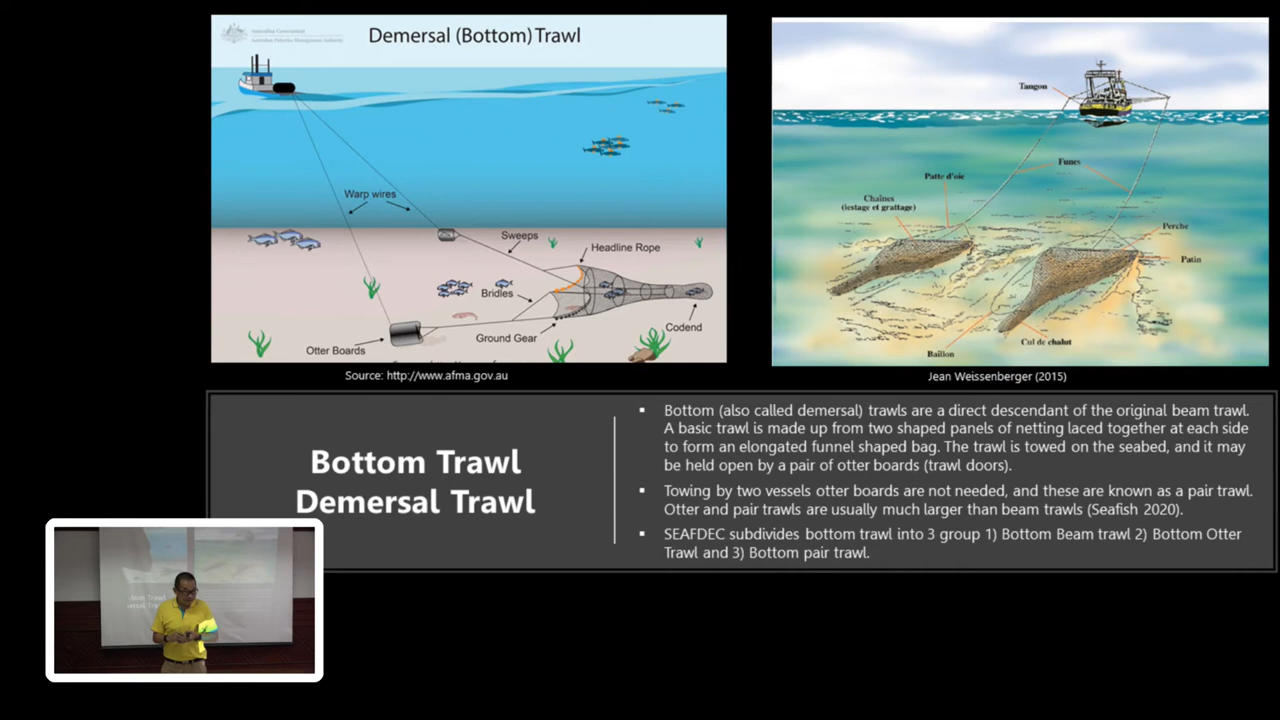 Australian Government
Australian Fisheries Management Authority
Demersal (Bottom) Trawl
Warp wires
Sweeps
Headline Rope
Bridles
Codend
Ground Gear
Otter Boards
Source: http://www.afma.gov.au
Tangon
Funes
Patte d'oie
Chaînes
(lestage et grattage)
Perche
Patin
Cul de chalut
Baillon
Jean Weissenberger (2015)
Bottom Trawl
Demersal Trawl
▪ Bottom (also called demersal) trawls are a direct descendant of the original beam trawl.
A basic trawl is made up from two shaped panels of netting laced together at each side
to form an elongated funnel shaped bag. The trawl is towed on the seabed, and it may
be held open by a pair of otter boards (trawl doors).
▪ Towing by two vessels otter boards are not needed, and these are known as a pair trawl.
Otter and pair trawls are usually much larger than beam trawls (Seafish 2020).
▪ SEAFDEC subdivides bottom trawl into 3 group 1) Bottom Beam trawl 2) Bottom Otter
Trawl and 3) Bottom pair trawl.